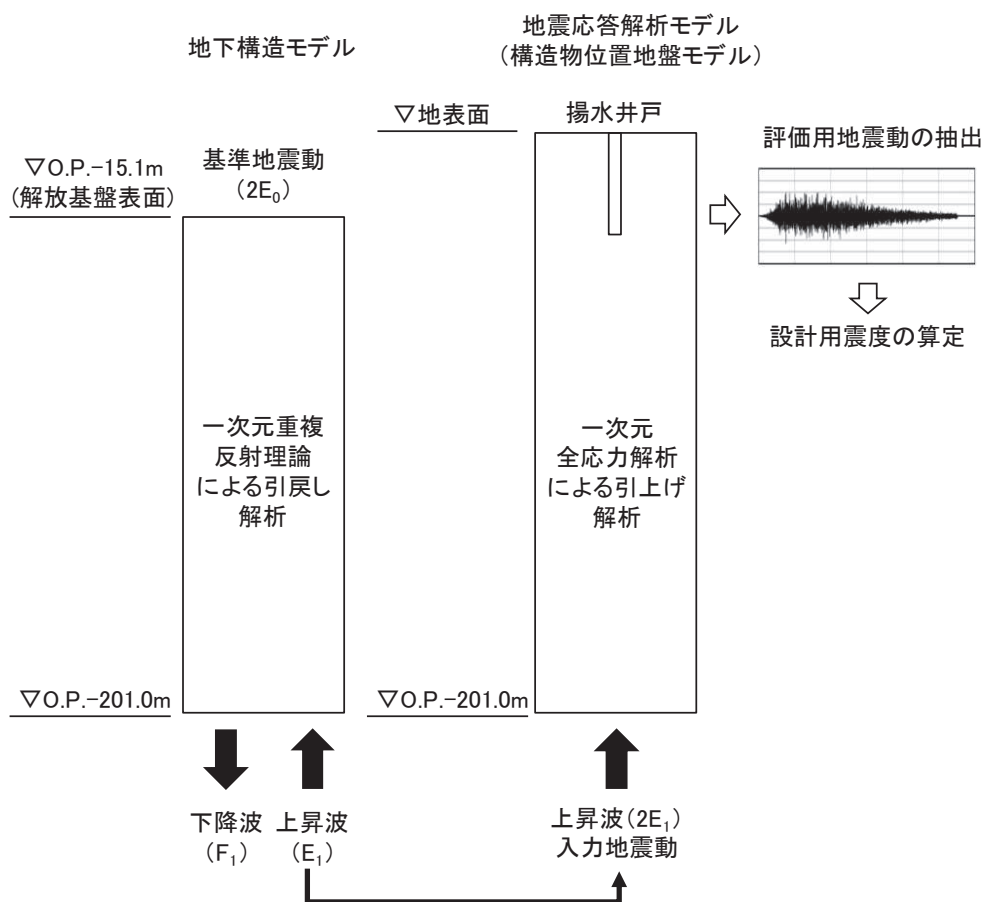 地下構造モデル
地震応答解析モデル
(構造物位置地盤モデル)
▽地表面
揚水井戸
評価用地震動の抽出
▽O.P.-15.1m
(解放基盤表面)
基準地震動
(2E₀)
設計用震度の算定
一次元重複
反射理論
による引戻し
解析
一次元
全応力解析
による引上げ
解析
▽O.P.-201.0m
▽O.P.-201.0m
下降波
(F₁)
上昇波
(E₁)
上昇波(2E₁)
入力地震動